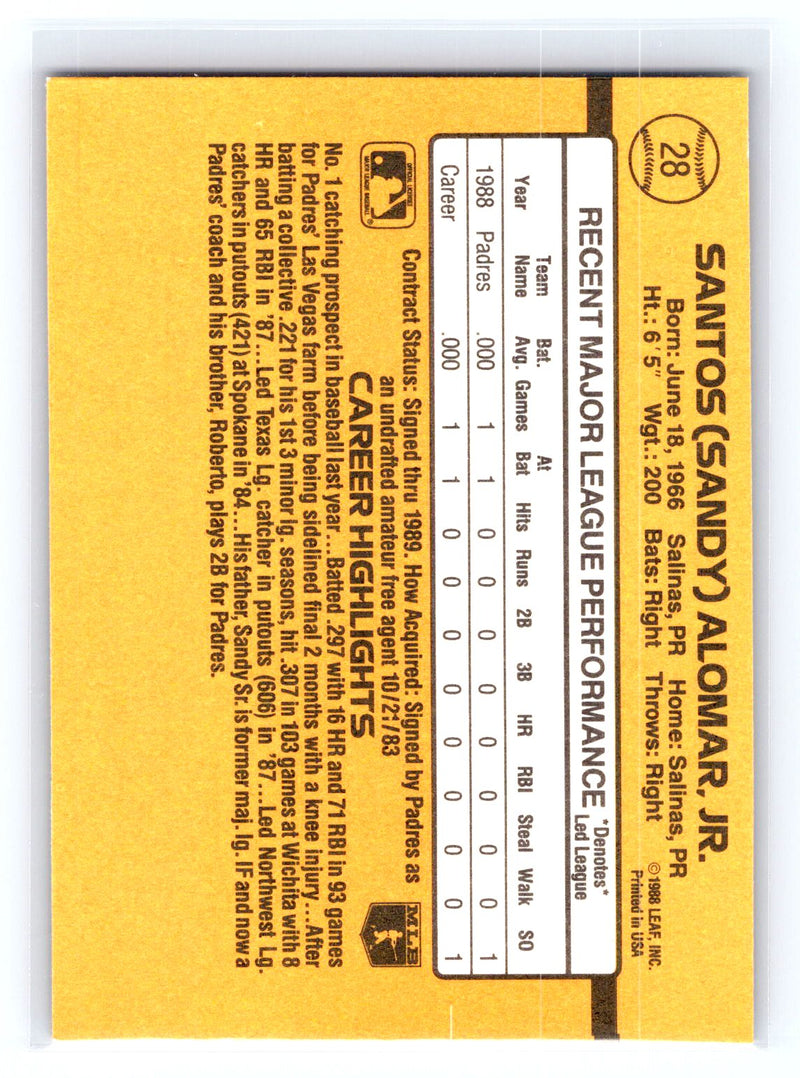 28
SANTOS (SANDY) ALOMAR, JR.
Born: June 18, 1966 Salinas, PR Home: Salinas, PR
Ht.: 6' 5" Wgt.: 200 Bats: Right Throws: Right
© 1988 LEAF, INC.
Printed in USA
RECENT MAJOR LEAGUE PERFORMANCE *Denotes*
Led League
Year Team Name Bat. Avg. Games At Bat Hits Runs 2B 3B HR RBI Steal Walk SO
1988 Padres .000 1 1 0 0 0 0 0 0 0 0 1
Career .000 1 1 0 0 0 0 0 0 0 0 1
OFFICIAL LICENSEE
MAJOR LEAGUE BASEBALL
®
Contract Status: Signed thru 1989. How Acquired: Signed by Padres as
an undrafted amateur free agent 10/21/83
MLB
CAREER HIGHLIGHTS
No. 1 catching prospect in baseball last year...Batted .297 with 16 HR and 71 RBI in 93 games
for Padres' Las Vegas farm before being sidelined final 2 months with a knee injury...After
batting a collective .221 for his 1st 3 minor lg. seasons, hit .307 in 103 games at Wichita with 8
HR and 65 RBI in '87...Led Texas Lg. catcher in putouts (606) in '87...Led Northwest Lg.
catchers in putouts (421) at Spokane in '84...His father, Sandy Sr. is former maj. lg. IF and now a
Padres' coach and his brother, Roberto, plays 2B for Padres.